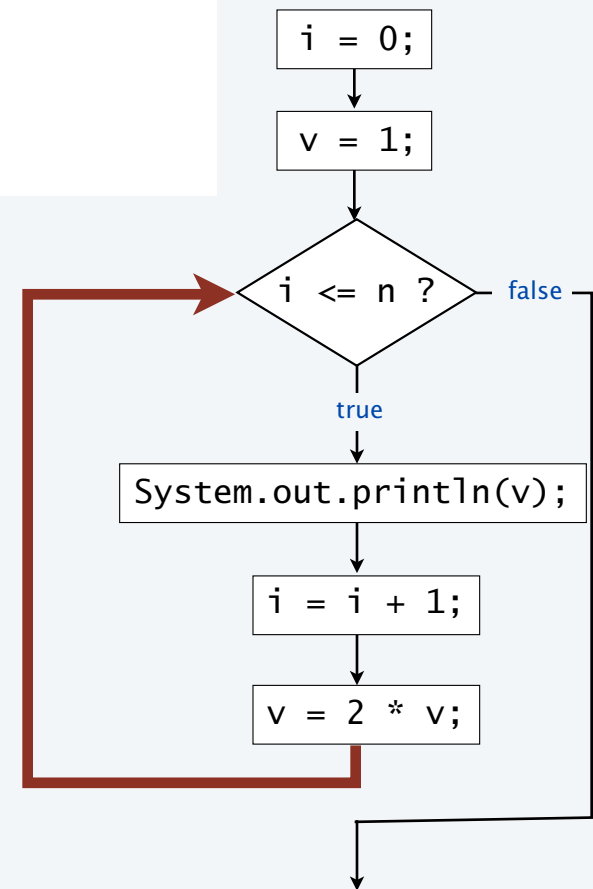 i = 0;
v = 1;
i <= n ?
false
true
System.out.println(v);
i = i + 1;
v = 2 * v;